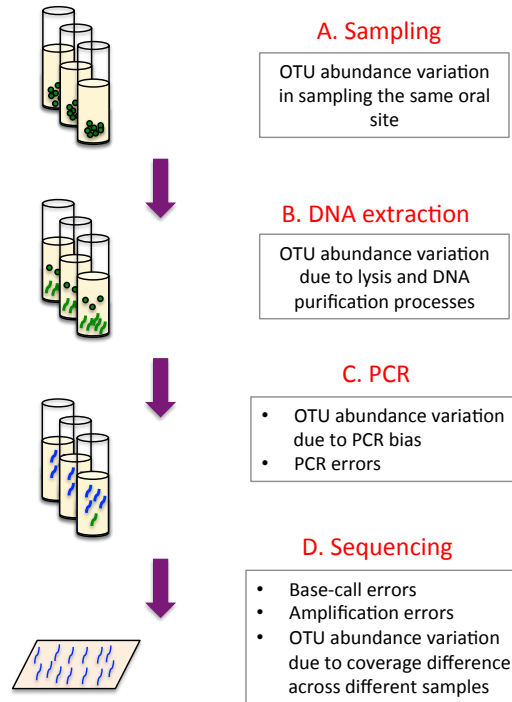 A. Sampling
OTU abundance variation
in sampling the same oral
site
B. DNA extraction
OTU abundance variation
due to lysis and DNA
purification processes
C. PCR
• OTU abundance variation
due to PCR bias
• PCR errors
D. Sequencing
• Base-call errors
• Amplification errors
• OTU abundance variation
due to coverage difference
across different samples